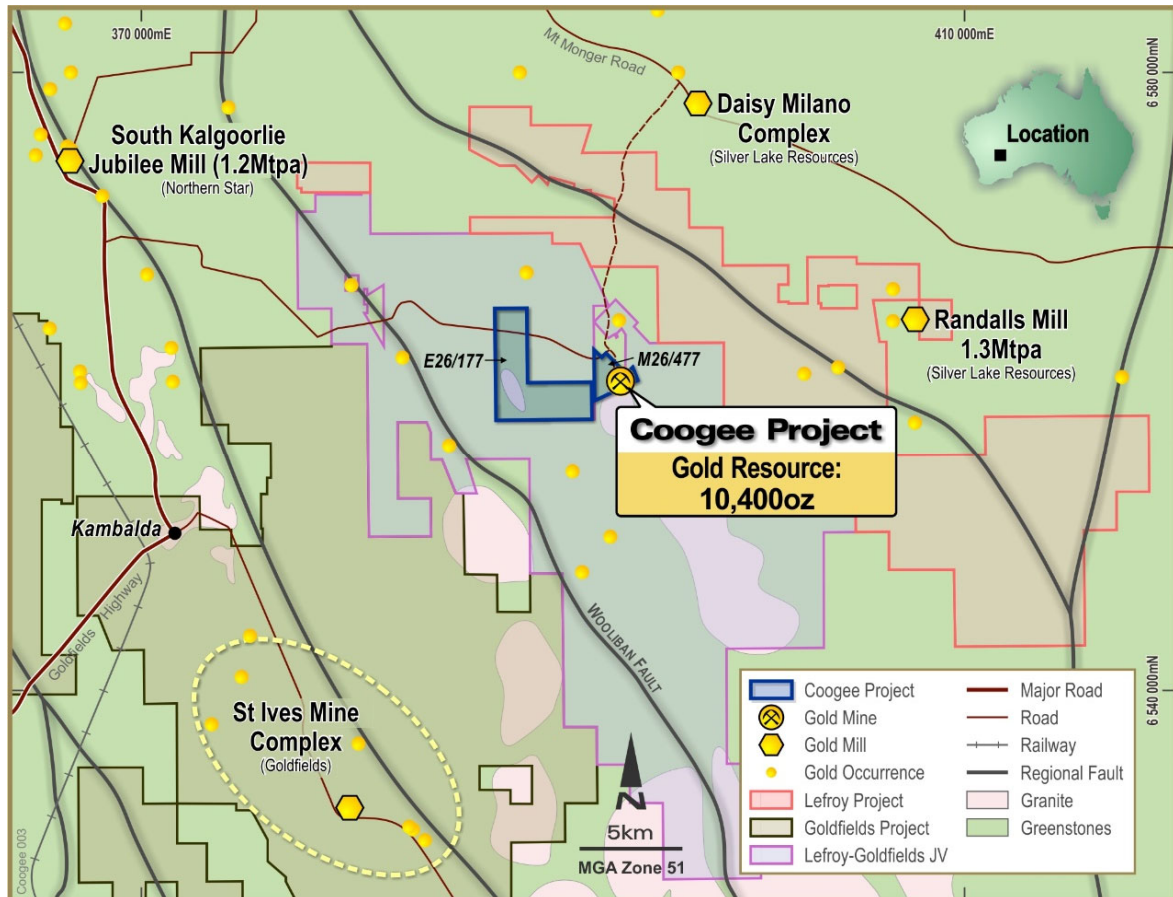 370 000mE
410 000mE
6 580 000mN
Mt Monger Road
Daisy Milano
Complex
(Silver Lake Resources)
Location
South Kalgoorlie
Jubilee Mill (1.2Mtpa)
(Northern Star)
Randalls Mill
1.3Mtpa
(Silver Lake Resources)
E26/177
M26/477
Coogee Project
Gold Resource:
10,400oz
Kambalda
Goldfields Highway
WOOLIBAN FAULT
St Ives Mine
Complex
(Goldfields)
6 540 000mN
N
5km
MGA Zone 51
Coogee 003
Coogee Project
Gold Mine
Gold Mill
Gold Occurrence
Lefroy Project
Goldfields Project
Lefroy-Goldfields JV
Major Road
Road
Railway
Regional Fault
Granite
Greenstones